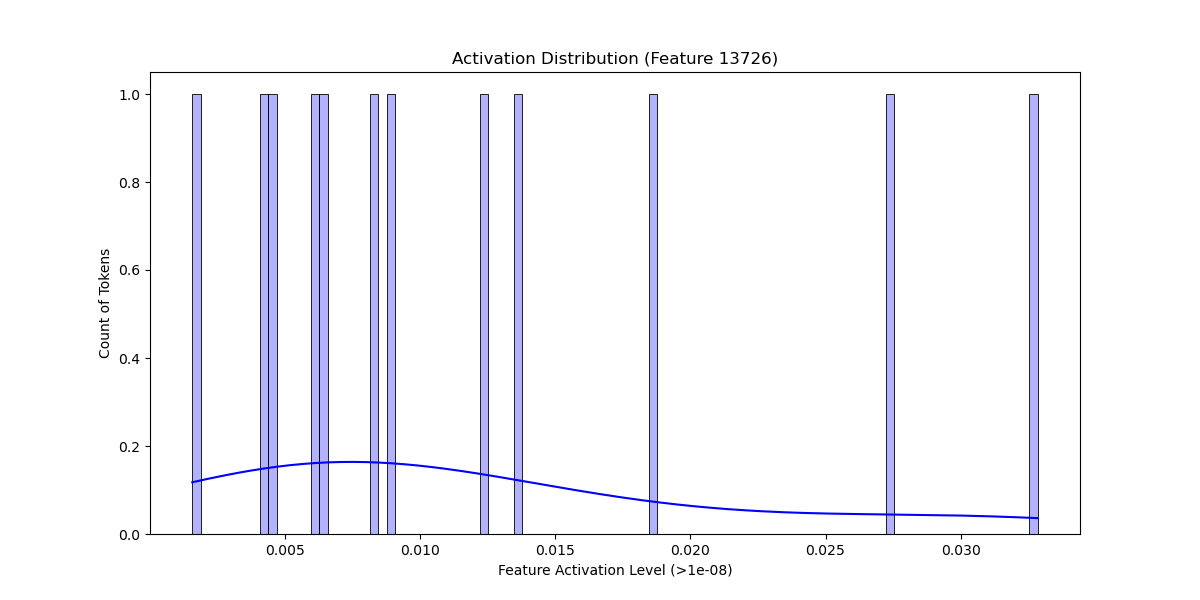 Activation Distribution (Feature 13726)
1.0
0.8
0.6
0.4
0.2
0.0
Count of Tokens
0.005 0.010 0.015 0.020 0.025 0.030
Feature Activation Level (>1e-08)